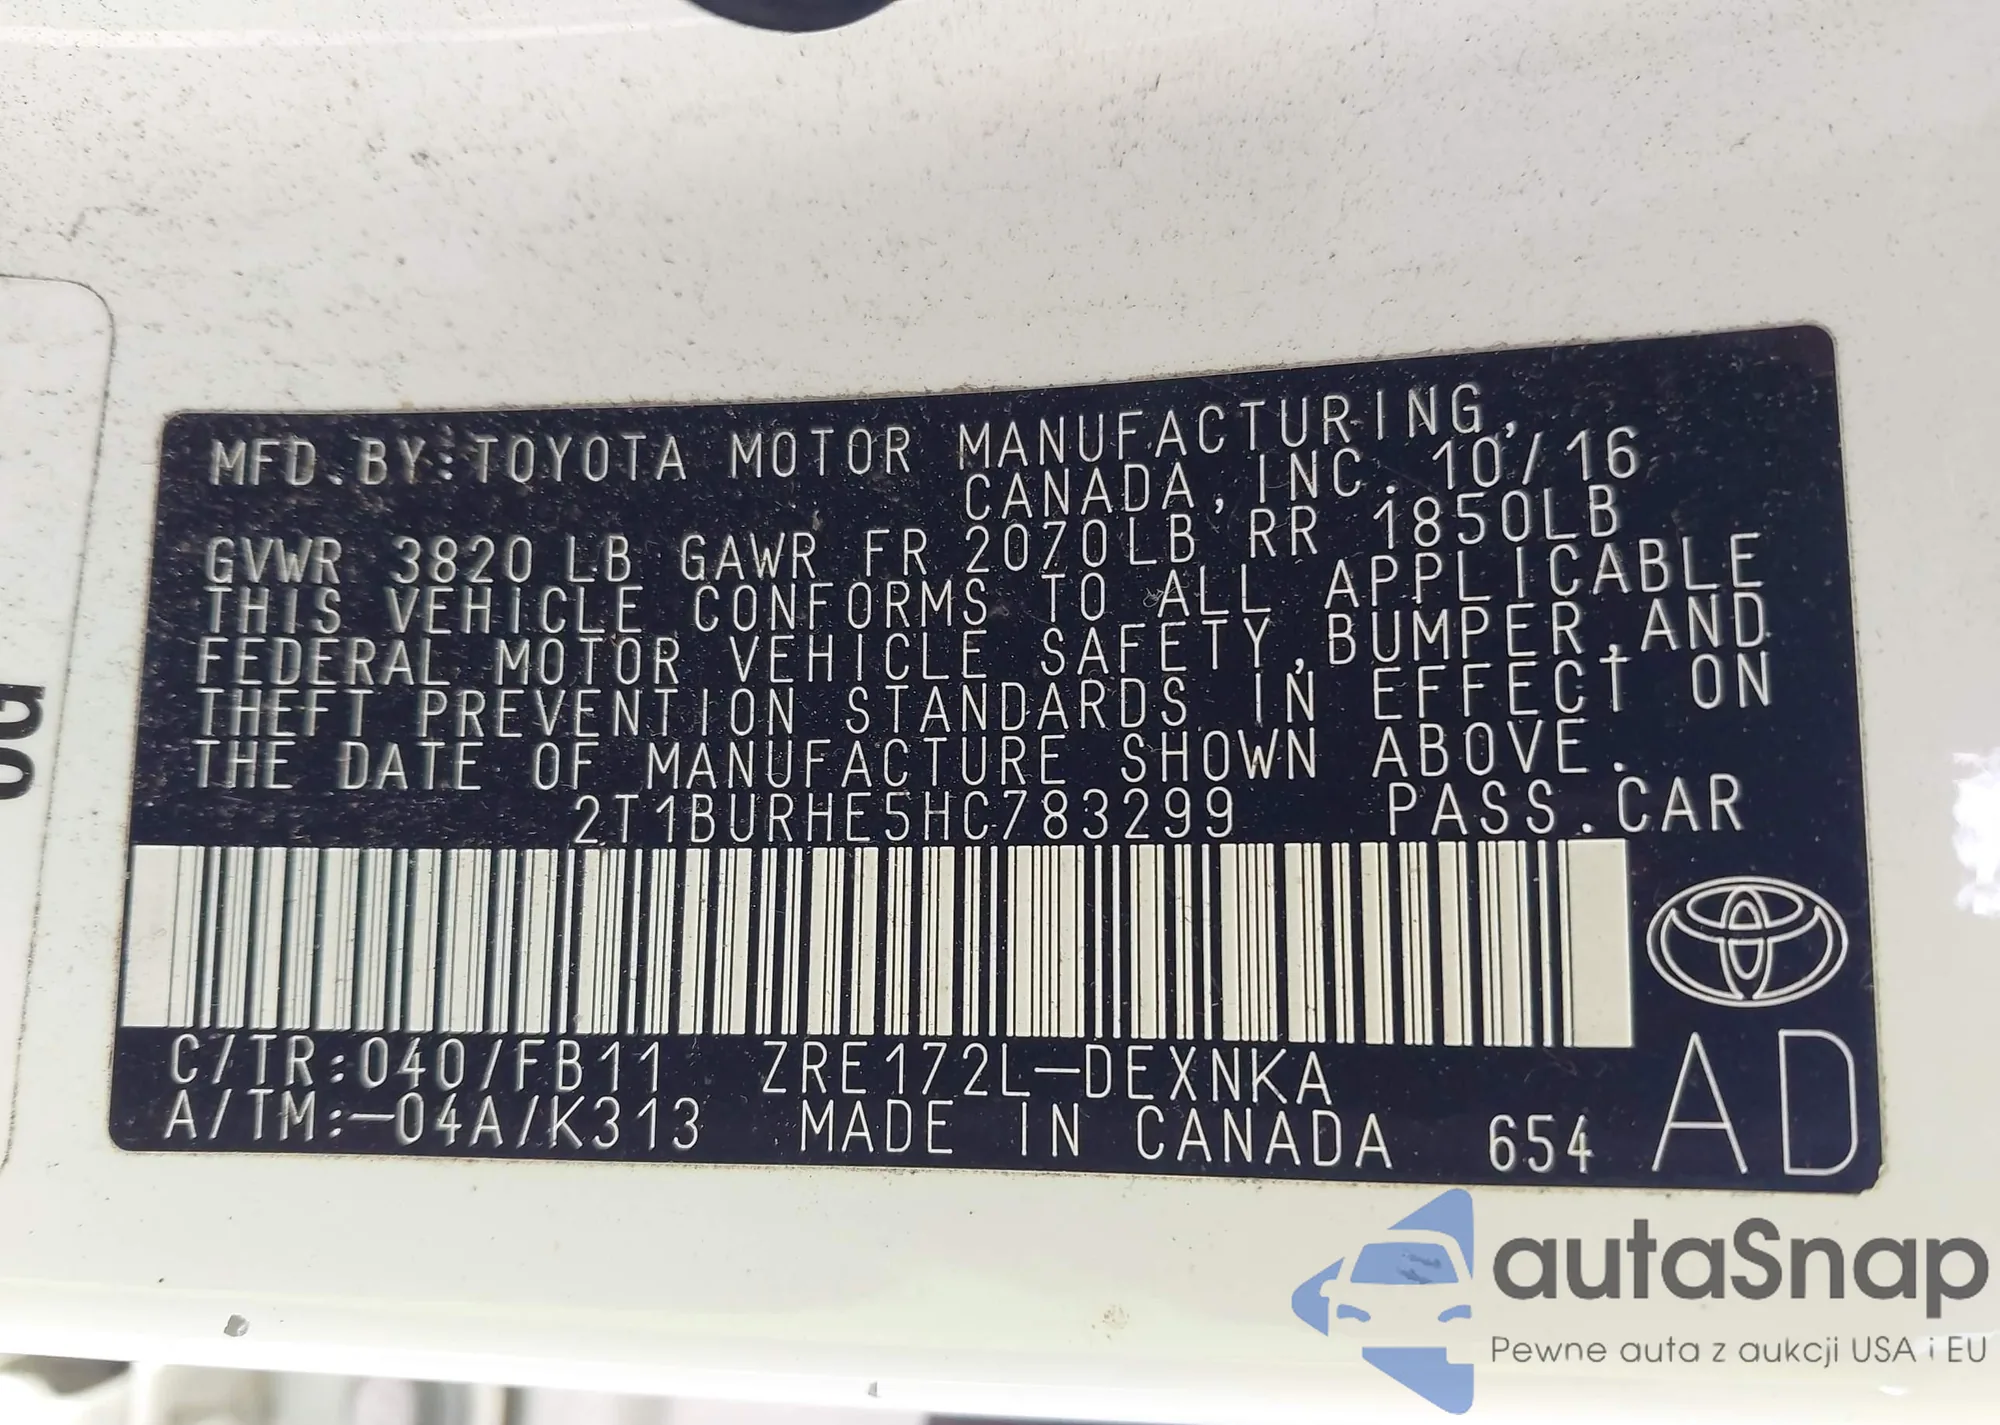 MFD.BY:TOYOTA MOTOR MANUFACTURING,
CANADA,INC. 10/16
GVWR 3820 LB GAWR FR 2070LB RR 1850LB
THIS VEHICLE CONFORMS TO ALL APPLICABLE
FEDERAL MOTOR VEHICLE SAFETY,BUMPER,AND
THEFT PREVENTION STANDARDS IN EFFECT ON
THE DATE OF MANUFACTURE SHOWN ABOVE.
2T1BURHE5HC783299 PASS.CAR
C/TR:040/FB11 ZRE172L-DEXNKA
A/TM:-04A/K313 MADE IN CANADA 654
AD
autaSnap
Pewne auta z aukcji USA i EU